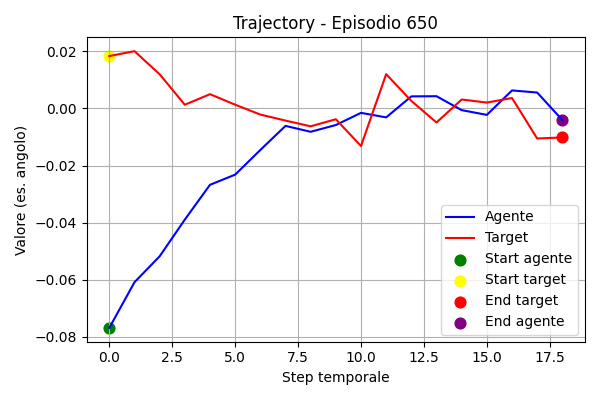 Trajectory - Episodio 650
Valore (es. angolo)
0.02
0.00
−0.02
−0.04
−0.06
−0.08
Agente
Target
Start agente
Start target
End target
End agente
0.0 2.5 5.0 7.5 10.0 12.5 15.0 17.5
Step temporale